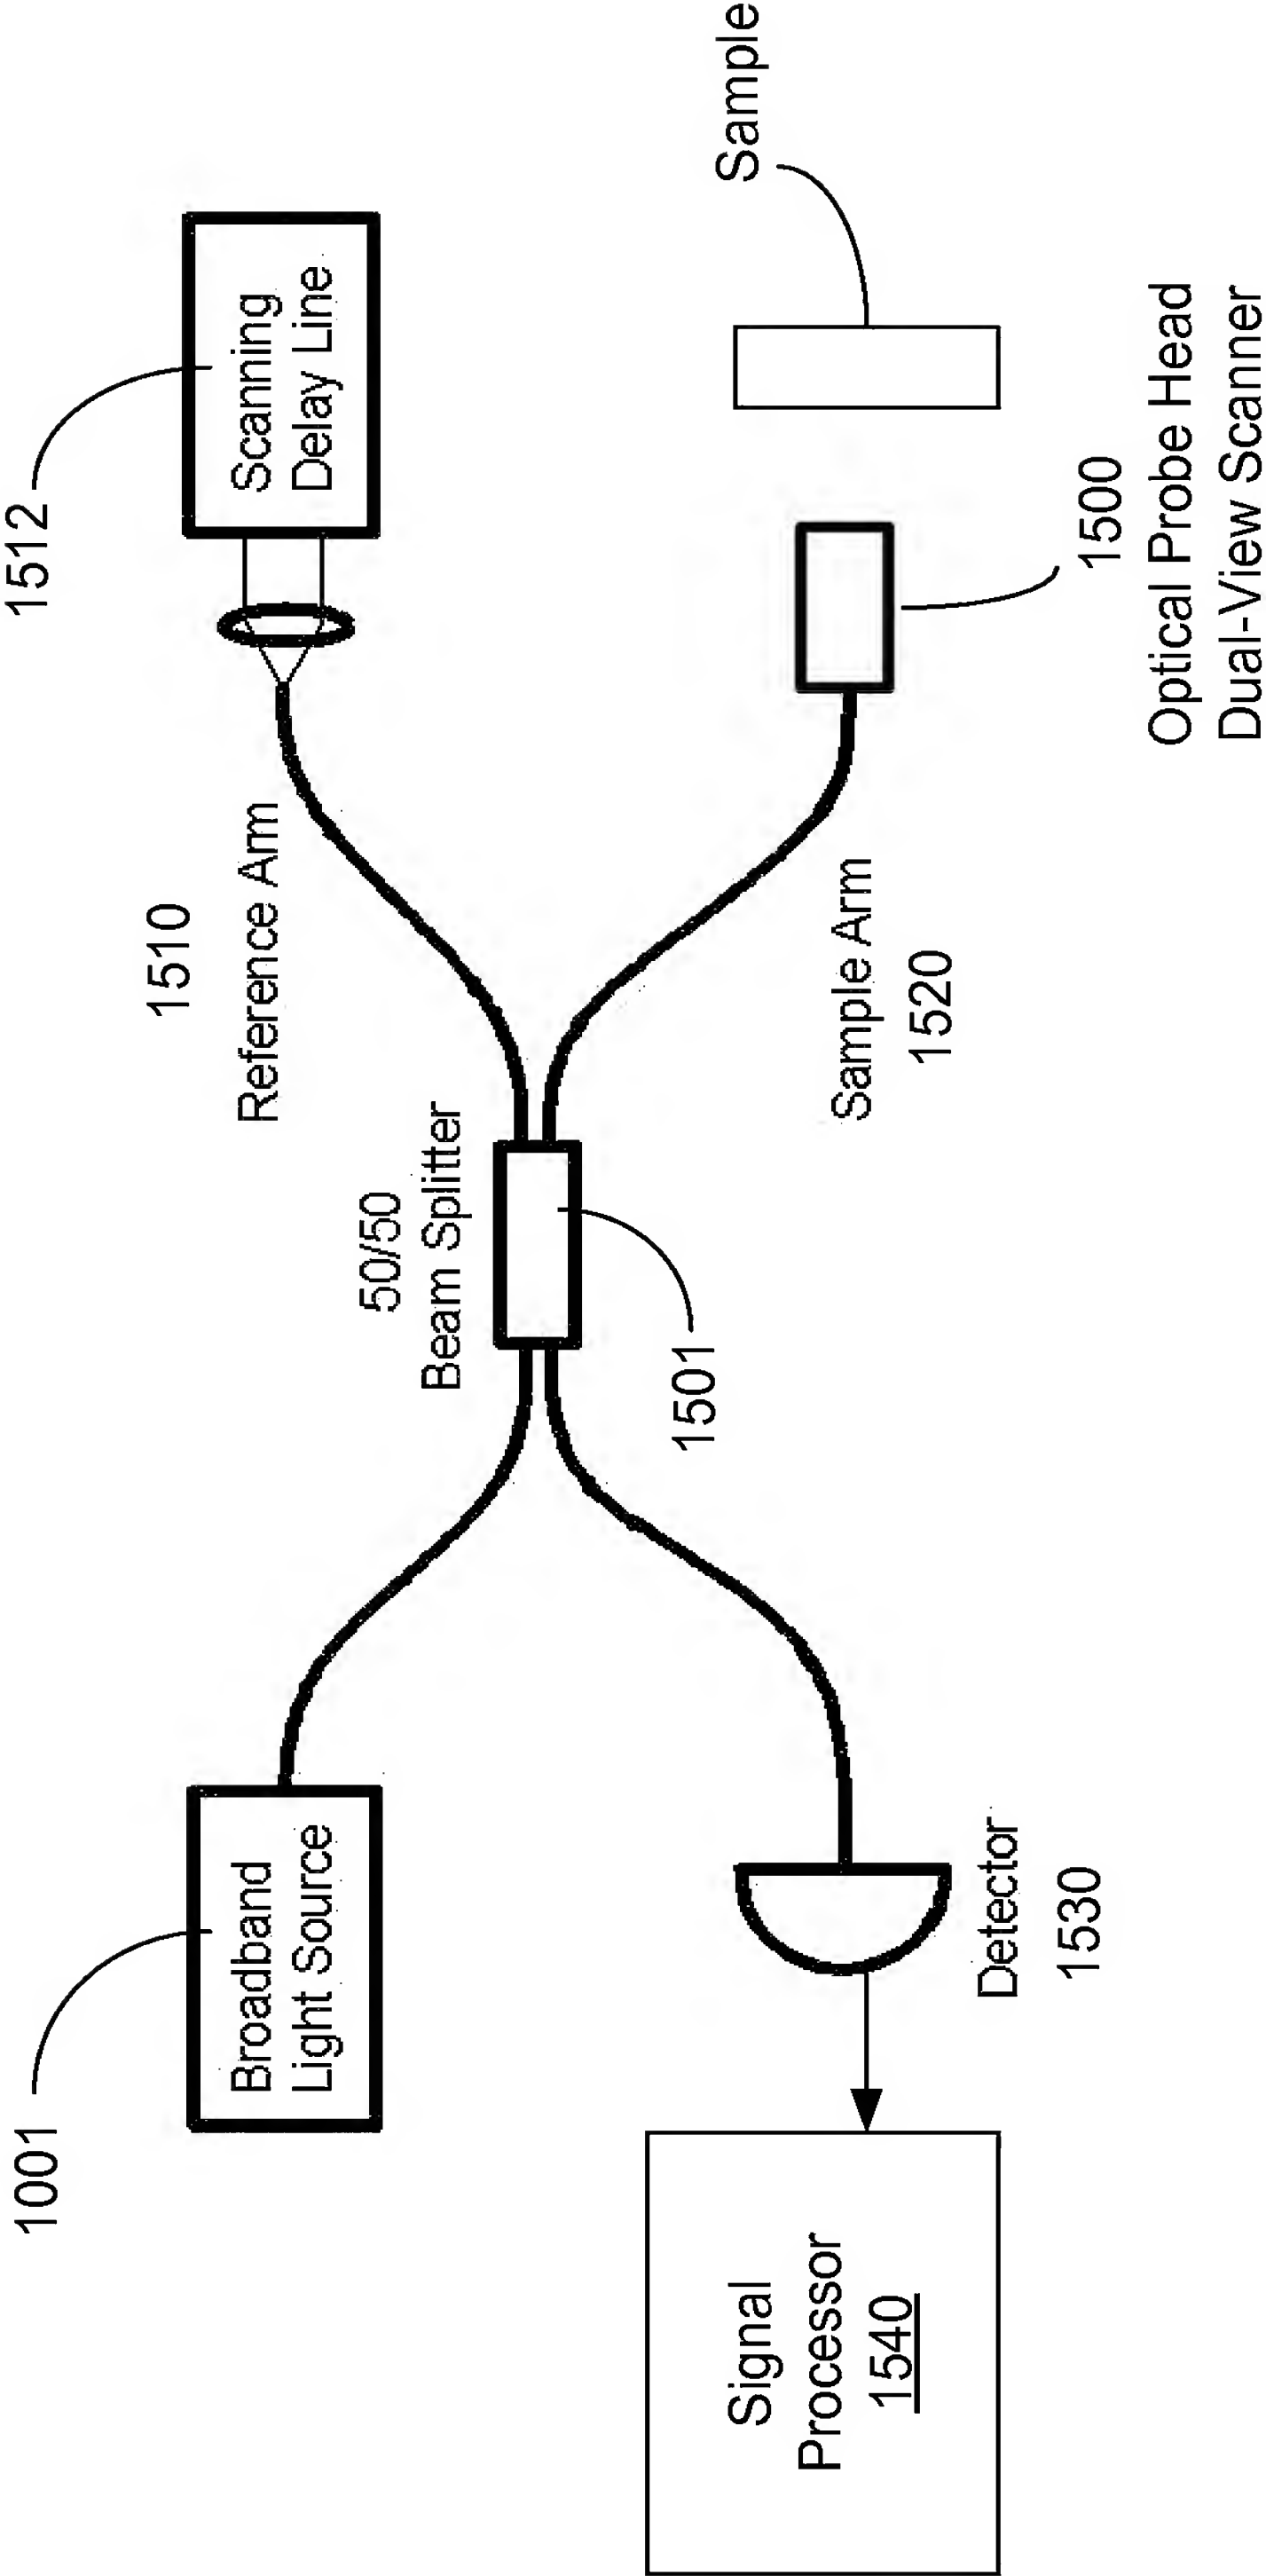 1001
Broadband
Light Source
50/50
Beam Splitter
1501
1510
Reference Arm
1512
Scanning
Delay Line
Signal
Processor
1540
Detector
1530
Sample Arm
1520
Sample
1500
Optical Probe Head
Dual-View Scanner